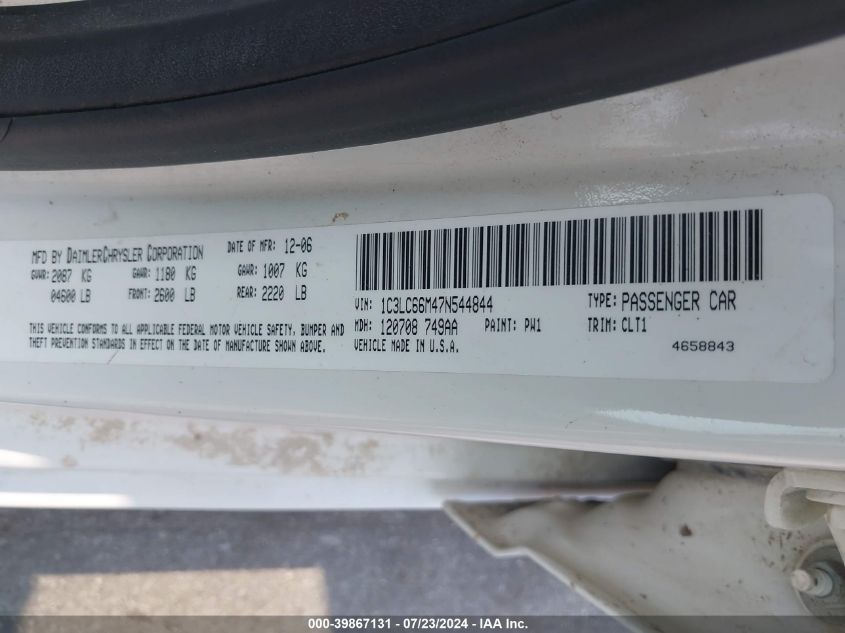 MFD BY DAIMLERCHRYSLER CORPORATION DATE OF MFR: 12-06
GVWR: 2087 KG GAWR: 1180 KG GAWR: 1007 KG
04600 LB FRONT: 2600 LB REAR: 2220 LB
THIS VEHICLE CONFORMS TO ALL APPLICABLE FEDERAL MOTOR VEHICLE SAFETY, BUMPER AND
THEFT PREVENTION STANDARDS IN EFFECT ON THE DATE OF MANUFACTURE SHOWN ABOVE.
VIN: 1C3LC66M47N544844 TYPE: PASSENGER CAR
MDH: 120708 749AA PAINT: PW1 TRIM: CLT1
VEHICLE MADE IN U.S.A. 4658843
000-39867131 - 07/23/2024 - IAA Inc.